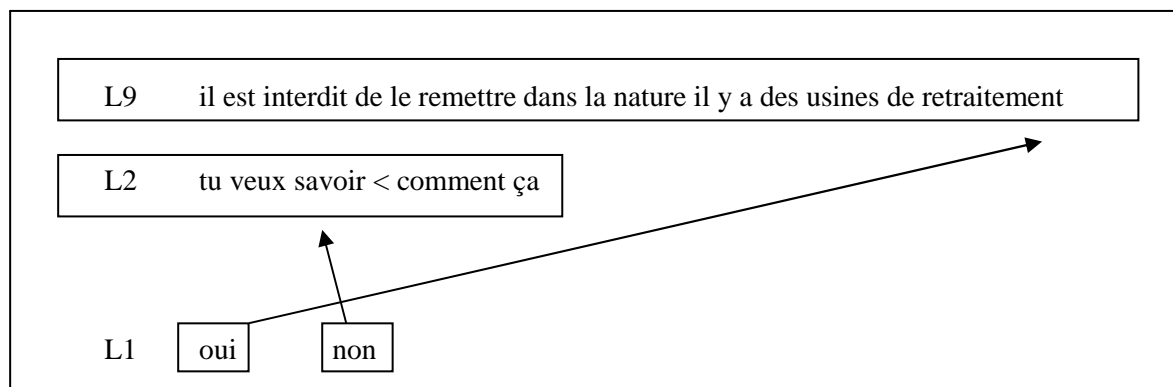 L9 il est interdit de le remettre dans la nature il y a des usines de retraitement
L2 tu veux savoir < comment ça
L1 oui non